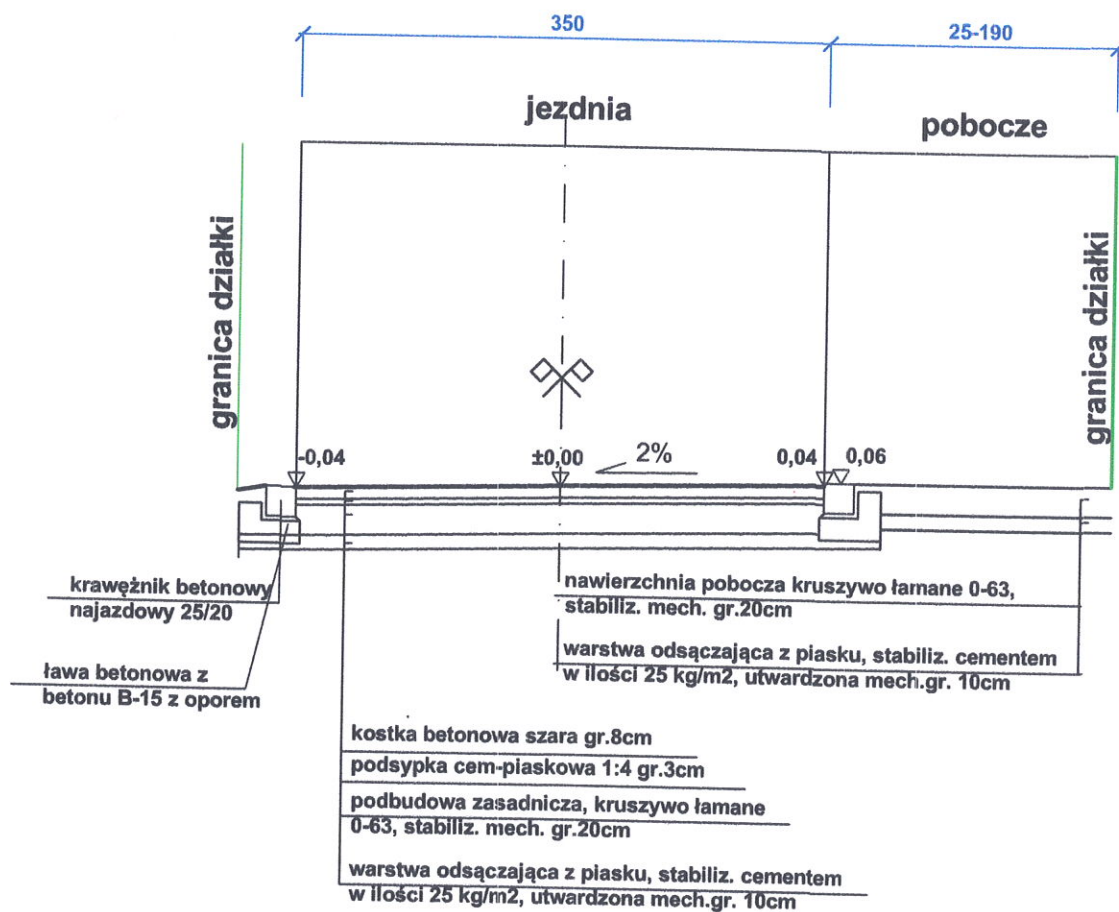 350
25-190
jezdnia
pobocze
granica działki
granica działki
-0,04
±0,00
2%
0,04
0,06
krawężnik betonowy
najazdowy 25/20
ława betonowa z
betonu B-15 z oporem
nawierzchnia pobocza kruszywo łamane 0-63,
stabiliz. mech. gr.20cm
warstwa odsączająca z piasku, stabiliz. cementem
w ilości 25 kg/m2, utwardzona mech.gr. 10cm
kostka betonowa szara gr.8cm
podsypka cem-piaskowa 1:4 gr.3cm
podbudowa zasadnicza, kruszywo łamane
0-63, stabiliz. mech. gr.20cm
warstwa odsączająca z piasku, stabiliz. cementem
w ilości 25 kg/m2, utwardzona mech.gr. 10cm